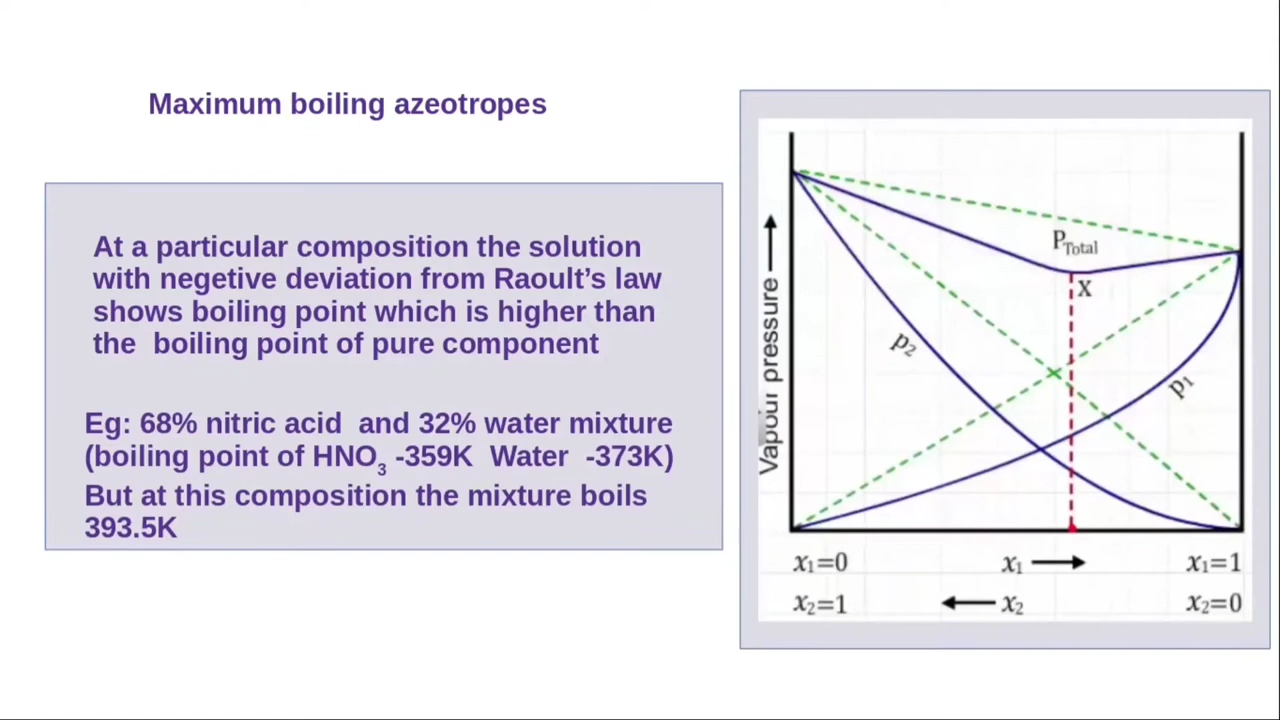 Maximum boiling azeotropes
At a particular composition the solution
with negetive deviation from Raoult’s law
shows boiling point which is higher than
the  boiling point of pure component
Eg: 68% nitric acid  and 32% water mixture
(boiling point of HNO₃ -359K  Water  -373K)
But at this composition the mixture boils
393.5K
Vapour pressure
P_Total
X
p₂
p₁
x₁=0
x₁
x₁=1
x₂=1
x₂
x₂=0